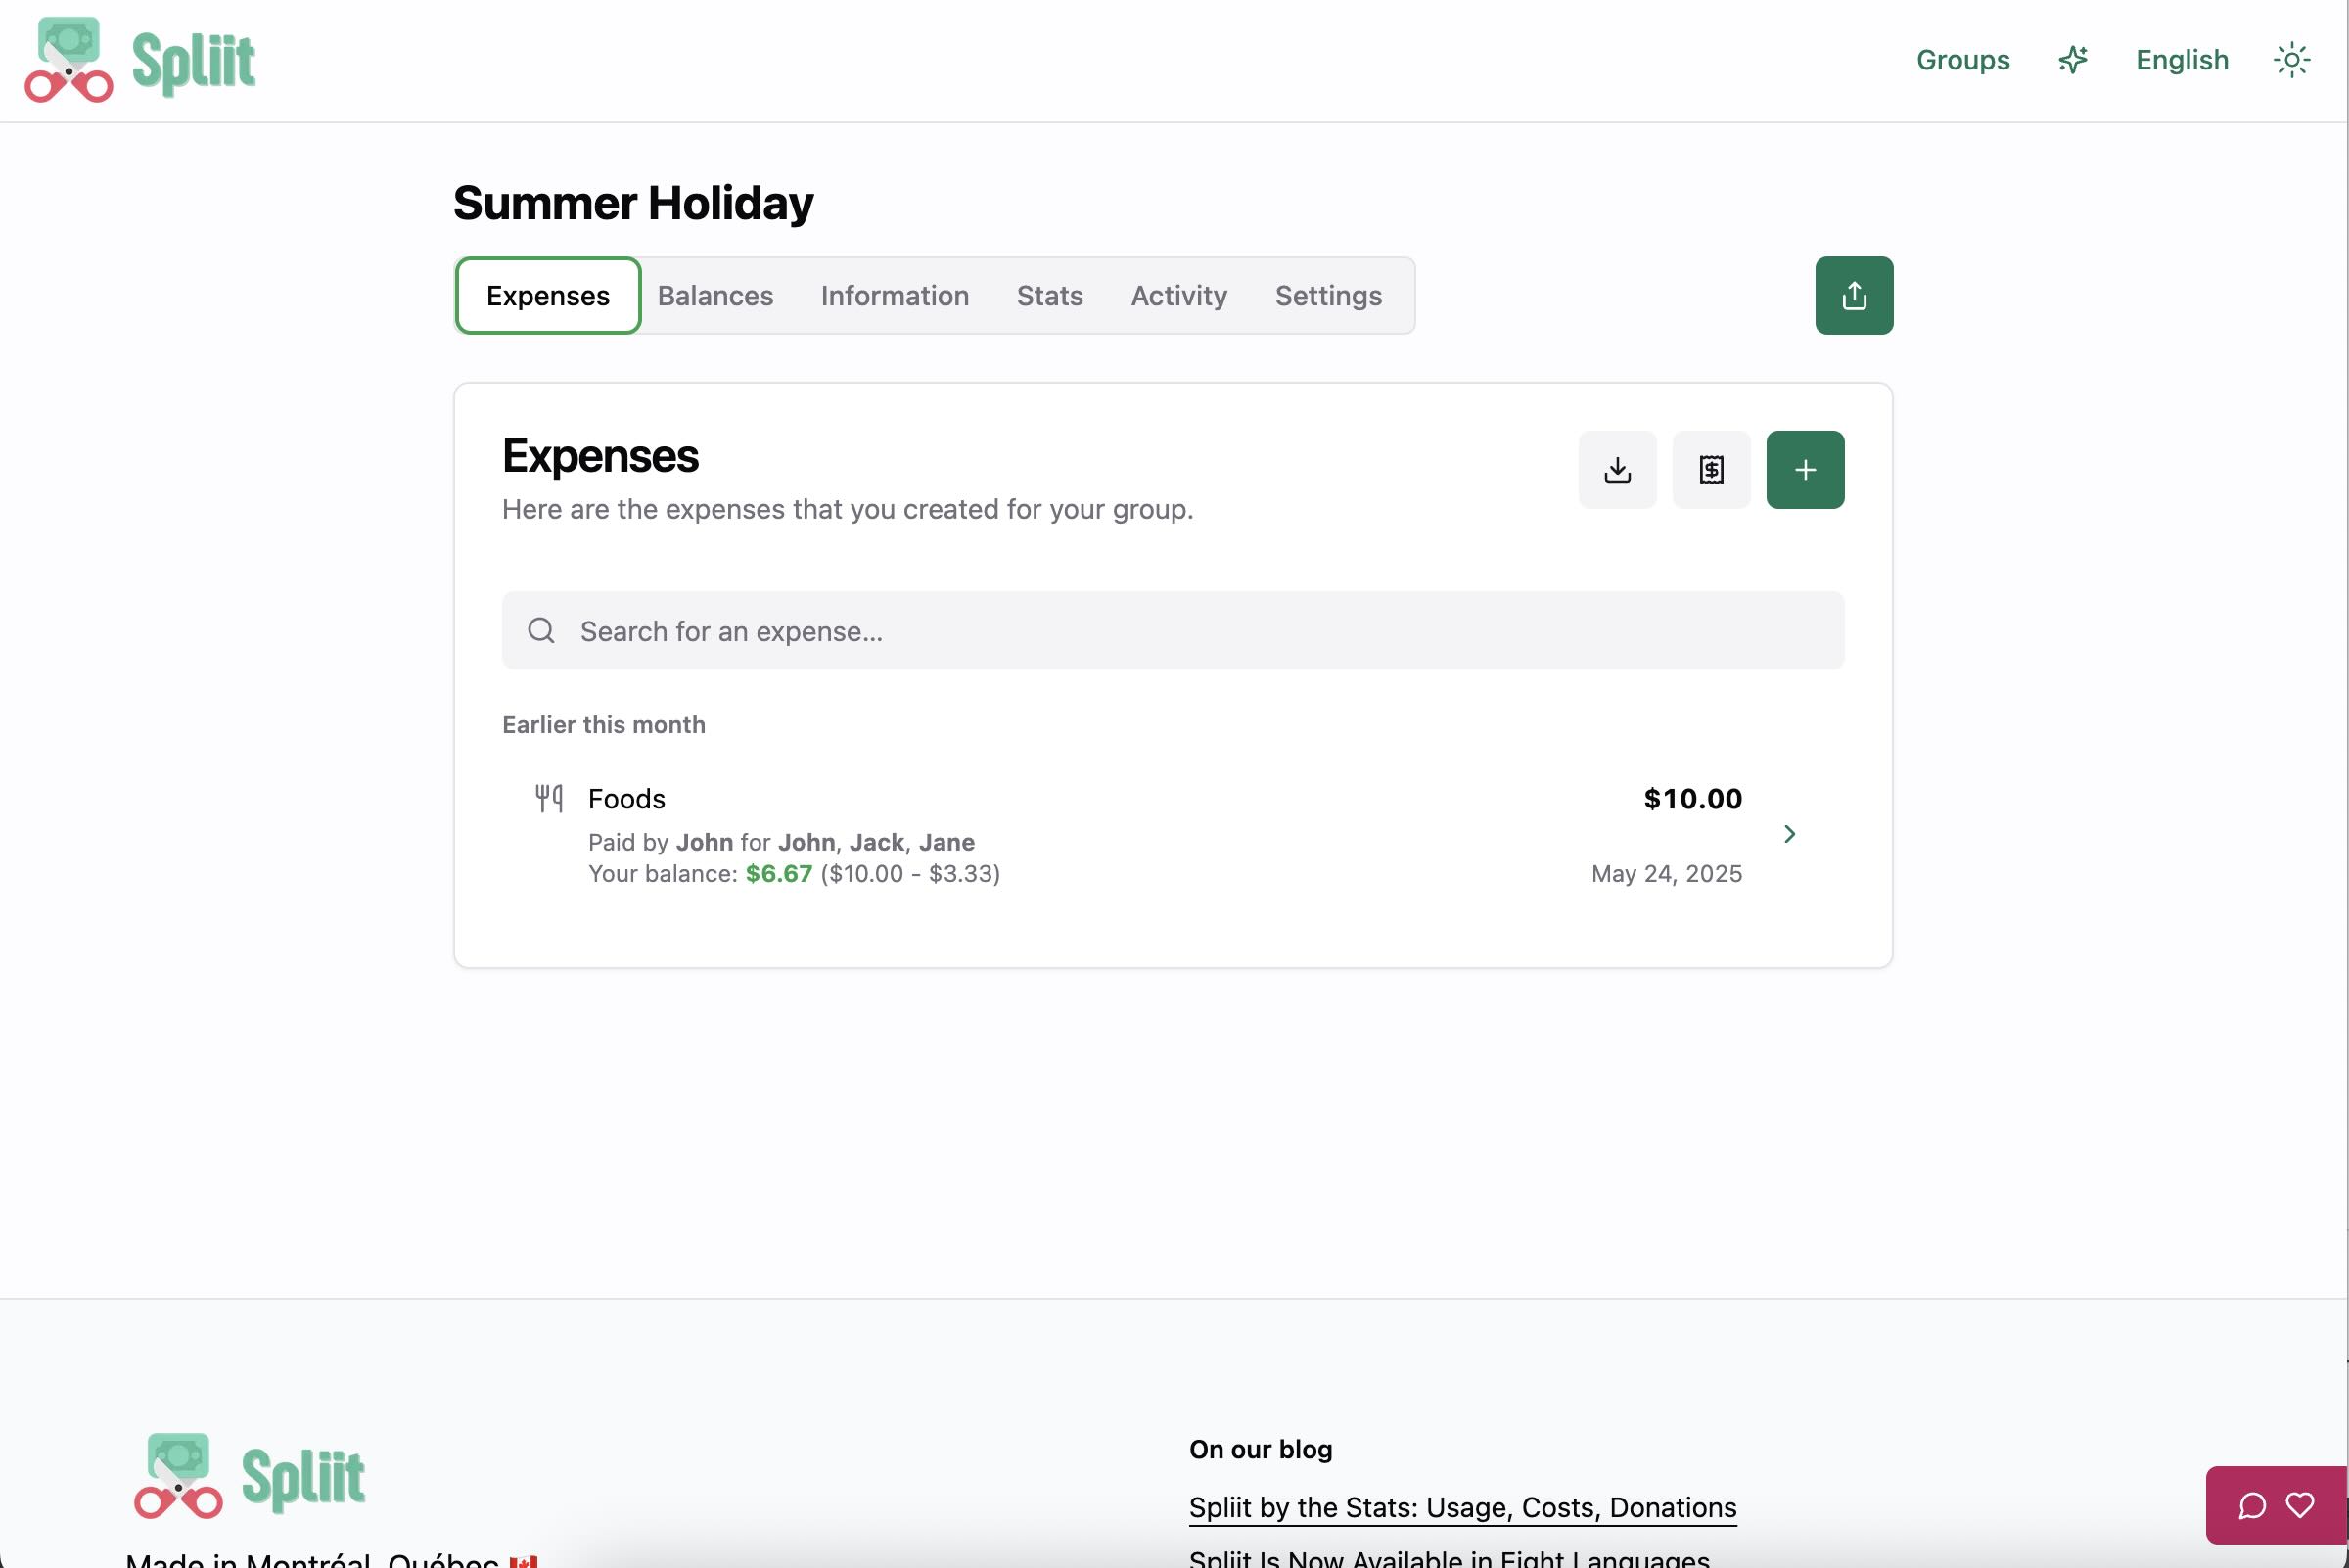 Spliit
Groups
English
Summer Holiday
Expenses
Balances
Information
Stats
Activity
Settings
Expenses
Here are the expenses that you created for your group.
Search for an expense...
Earlier this month
Foods
$10.00
Paid by John for John, Jack, Jane
Your balance: $6.67 ($10.00 - $3.33)
May 24, 2025
Spliit
Made in Montréal, Québec
On our blog
Spliit by the Stats: Usage, Costs, Donations
Spliit Is Now Available in Eight Languages